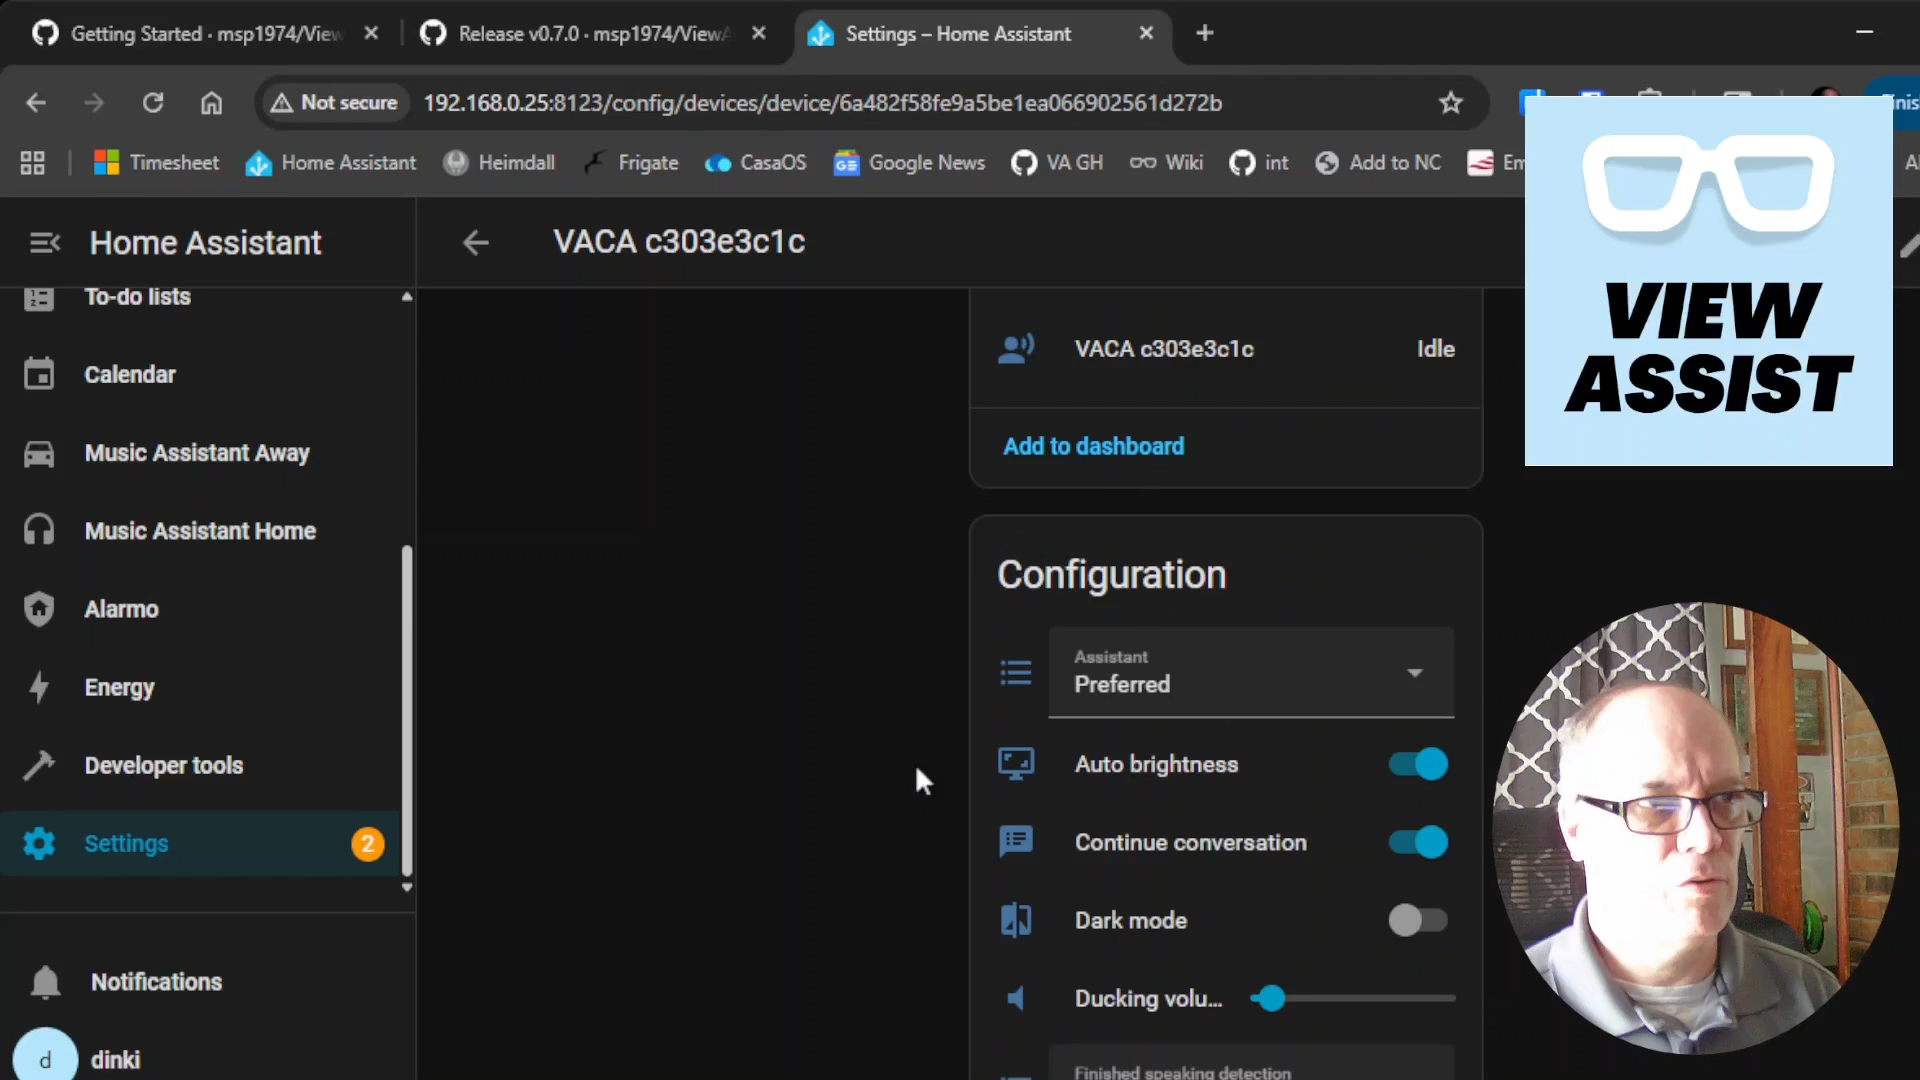 Getting Started · msp1974/View
Release v0.7.0 · msp1974/ViewA
Settings – Home Assistant
Not secure
192.168.0.25:8123/config/devices/device/6a482f58fe9a5be1ea066902561d272b
Finis
Timesheet
Home Assistant
Heimdall
Frigate
CasaOS
Google News
VA GH
Wiki
int
Add to NC
Em
Home Assistant
VACA c303e3c1c
To-do lists
Calendar
Music Assistant Away
Music Assistant Home
Alarmo
Energy
Developer tools
Settings
2
Notifications
d
dinki
VACA c303e3c1c
Idle
Add to dashboard
Configuration
Assistant
Preferred
Auto brightness
Continue conversation
Dark mode
Ducking volu...
Finished speaking detection
VIEW
ASSIST